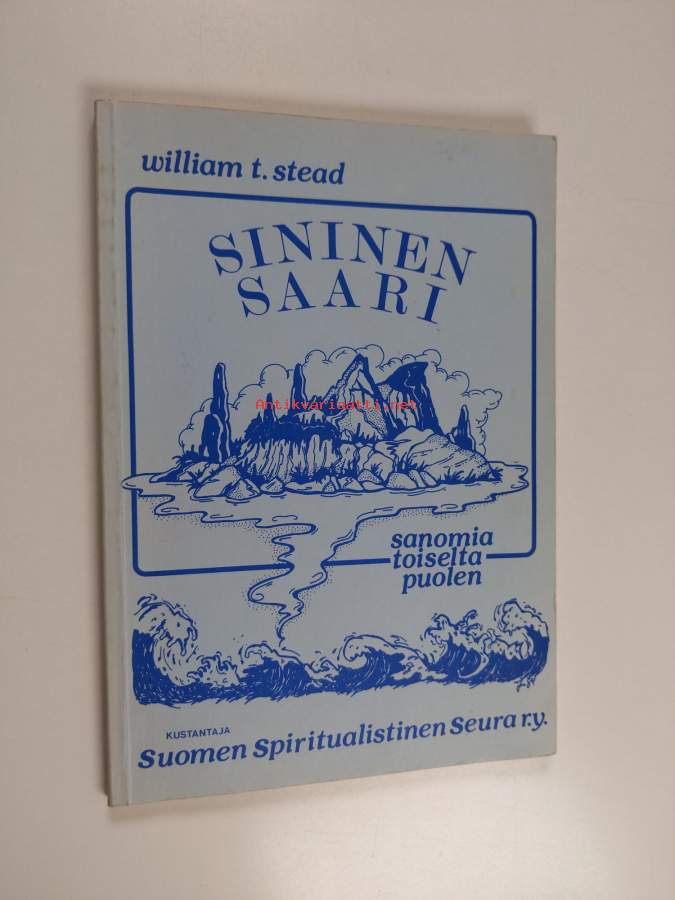 william t. stead
SININEN
SAARI
Antikvariaatti.net
sanomia
toiselta
puolen
KUSTANTAJA
Suomen Spiritualistinen Seura r.y.